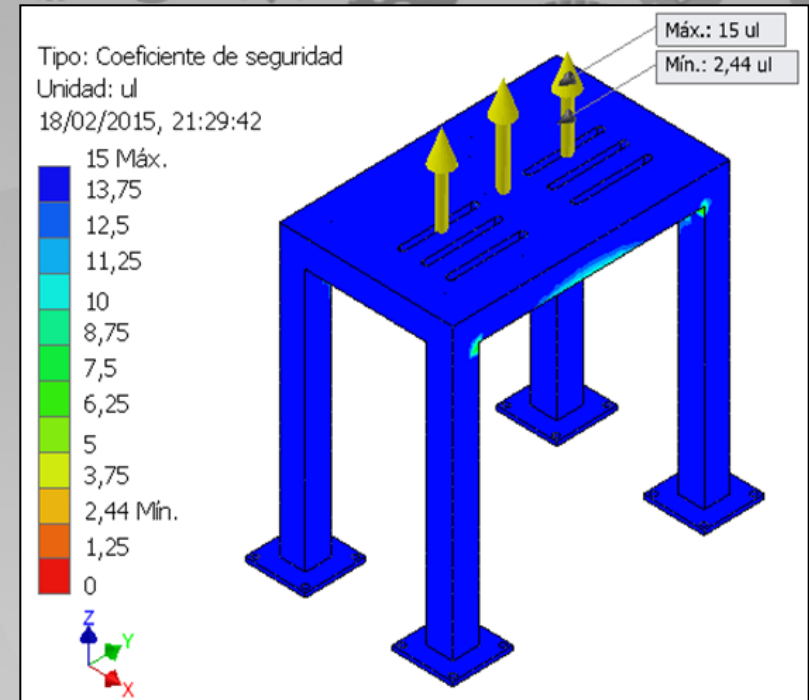 Tipo: Coeficiente de seguridad
Unidad: ul
18/02/2015, 21:29:42
Máx.: 15 ul
Mín.: 2,44 ul
15 Máx.
13,75
12,5
11,25
10
8,75
7,5
6,25
5
3,75
2,44 Mín.
1,25
0
Z
Y
X